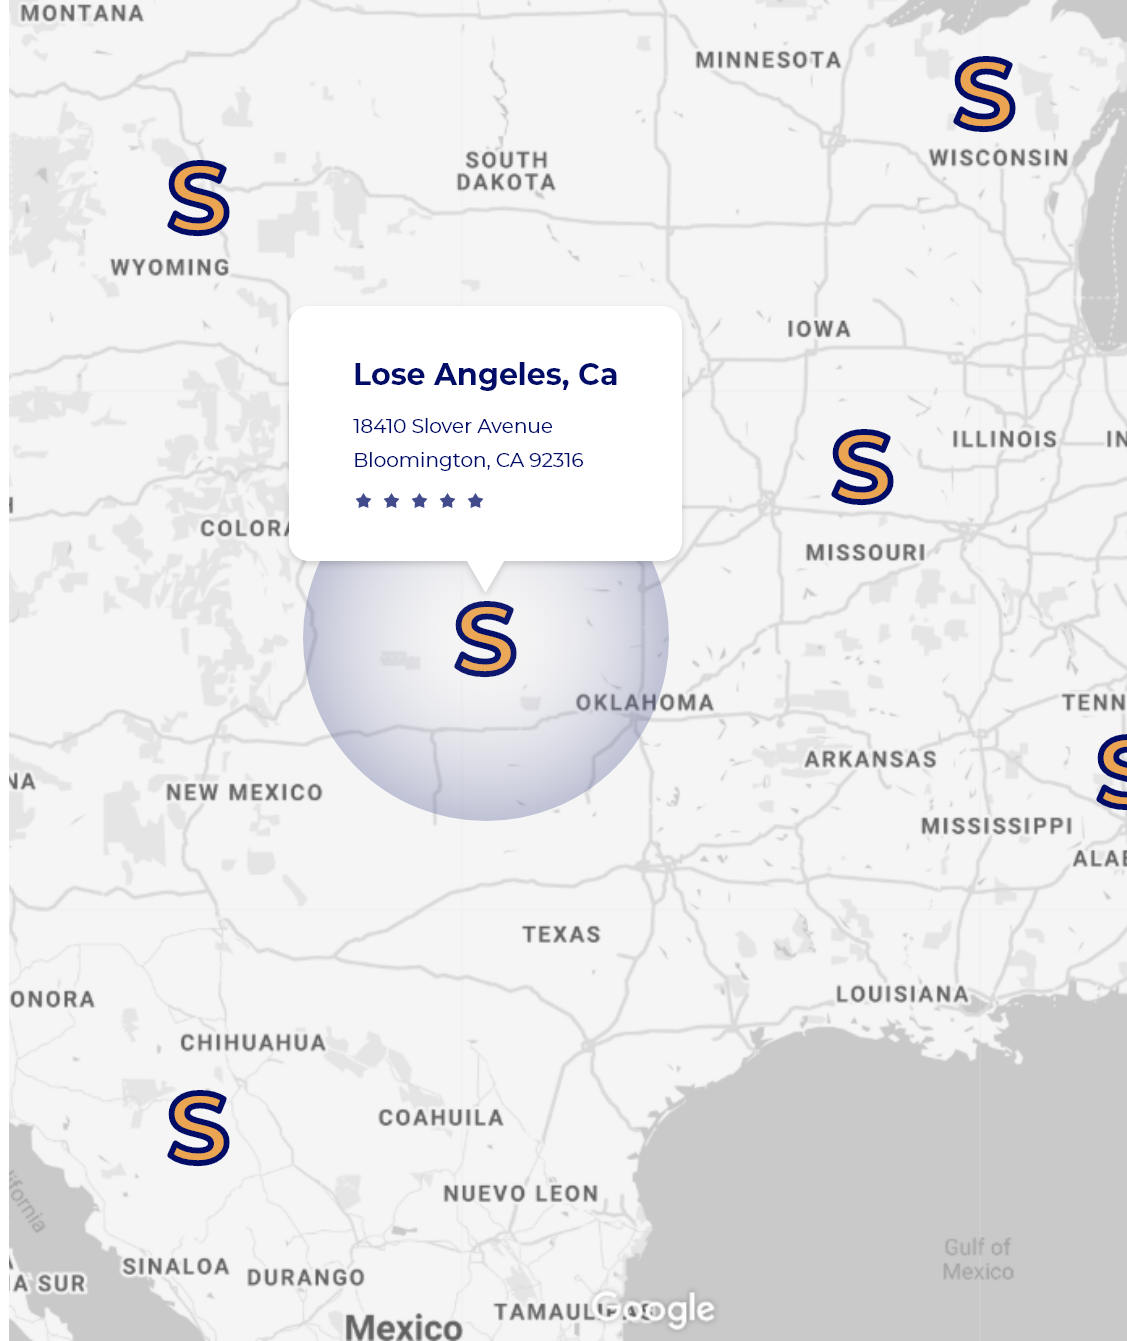 MONTANA
MINNESOTA
S
WISCONSIN
SOUTH
DAKOTA
S
WYOMING
IOWA
Lose Angeles, Ca
18410 Slover Avenue
Bloomington, CA 92316
ILLINOIS
IN
S
COLORA
MISSOURI
S
OKLAHOMA
TENN
S
ARKANSAS
NA
NEW MEXICO
MISSISSIPPI
ALAB
TEXAS
LOUISIANA
ONORA
CHIHUAHUA
S
COAHUILA
NUEVO LEON
lifornia
Gulf of
Mexico
SINALOA
DURANGO
A SUR
TAMAULIPAS
Google
Mexico